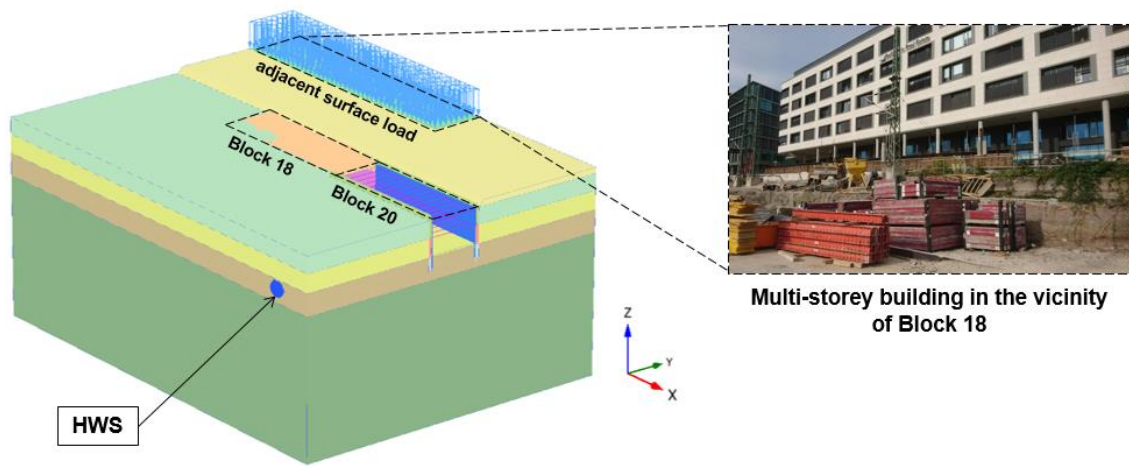 adjacent surface load
Block 18
Block 20
HWS
Z
Y
X
Multi-storey building in the vicinity
of Block 18